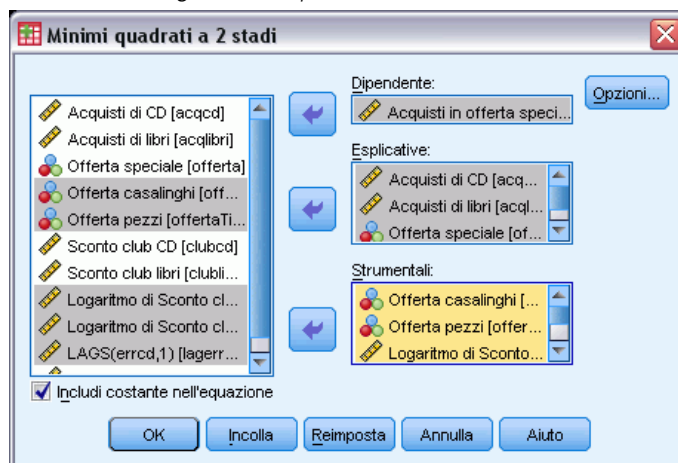 Minimi quadrati a 2 stadi
Acquisti di CD [acqcd]
Acquisti di libri [acqlibri]
Offerta speciale [offerta]
Offerta casalinghi [off...
Offerta pezzi [offertaTi...
Sconto club CD [clubcd]
Sconto club libri [clubli...
Logaritmo di Sconto cl...
Logaritmo di Sconto cl...
LAGS(errcd,1) [lagerr...
Includi costante nell'equazione
Dipendente:
Acquisti in offerta speci...
Opzioni...
Esplicative:
Acquisti di CD [acq...
Acquisti di libri [acql...
Offerta speciale [of...
Strumentali:
Offerta casalinghi [...
Offerta pezzi [offer...
Logaritmo di Sconto...
OK
Incolla
Reimposta
Annulla
Aiuto